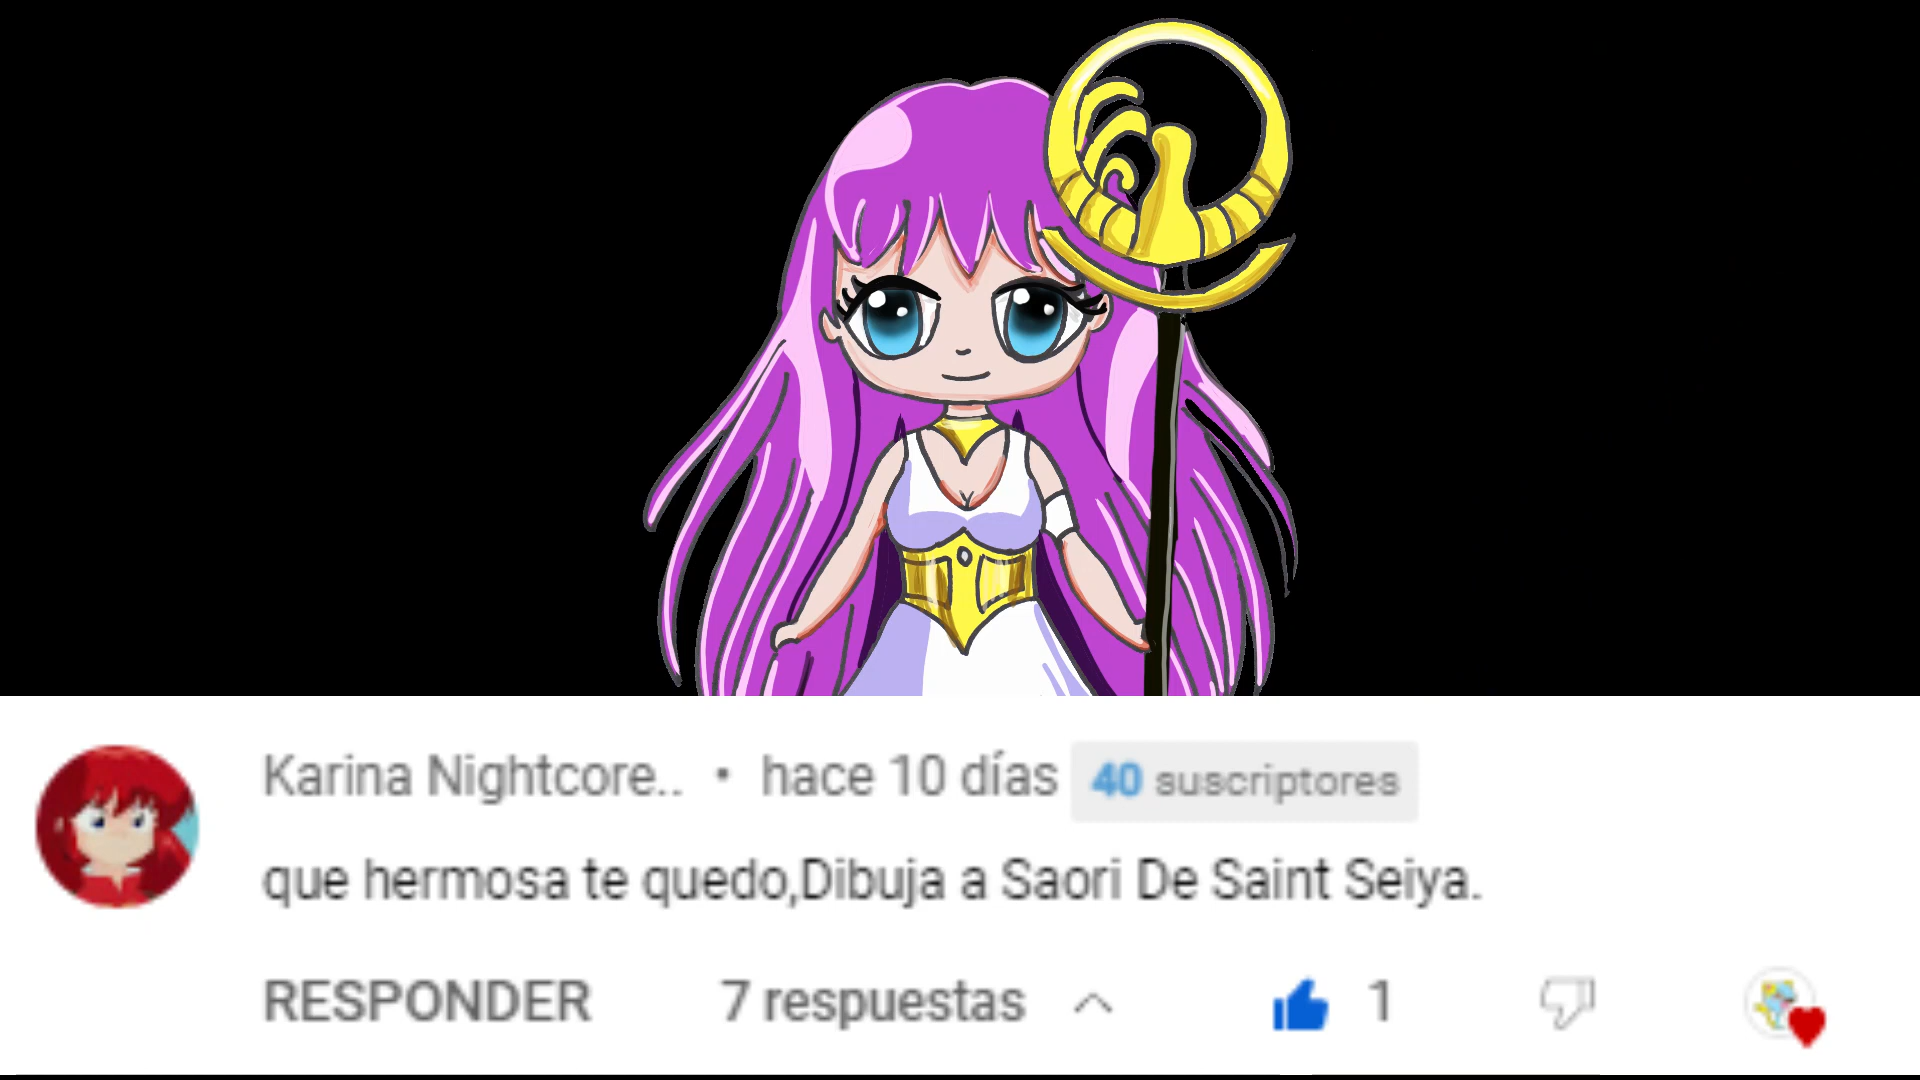 Karina Nightcore.. • hace 10 días 40 suscriptores
que hermosa te quedo,Dibuja a Saori De Saint Seiya.
RESPONDER 7 respuestas 1